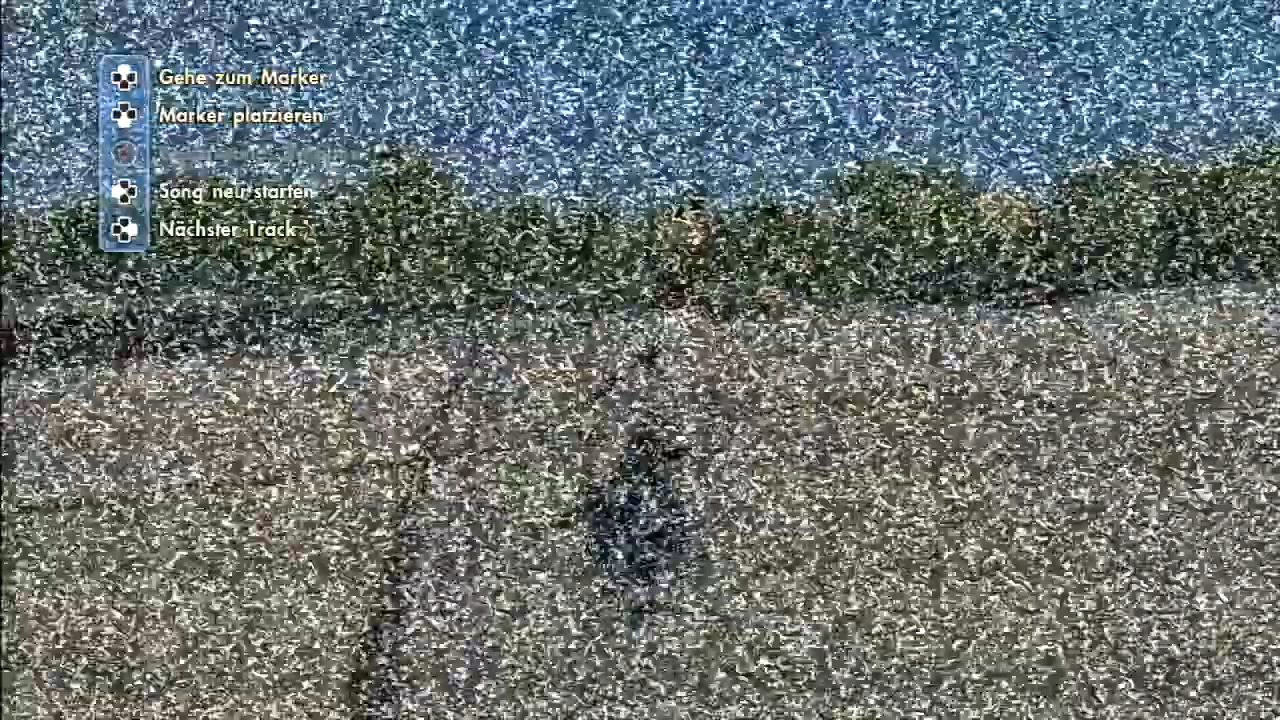 Gehe zum Marker
Marker platzieren
Song neu starten
Nächster Track